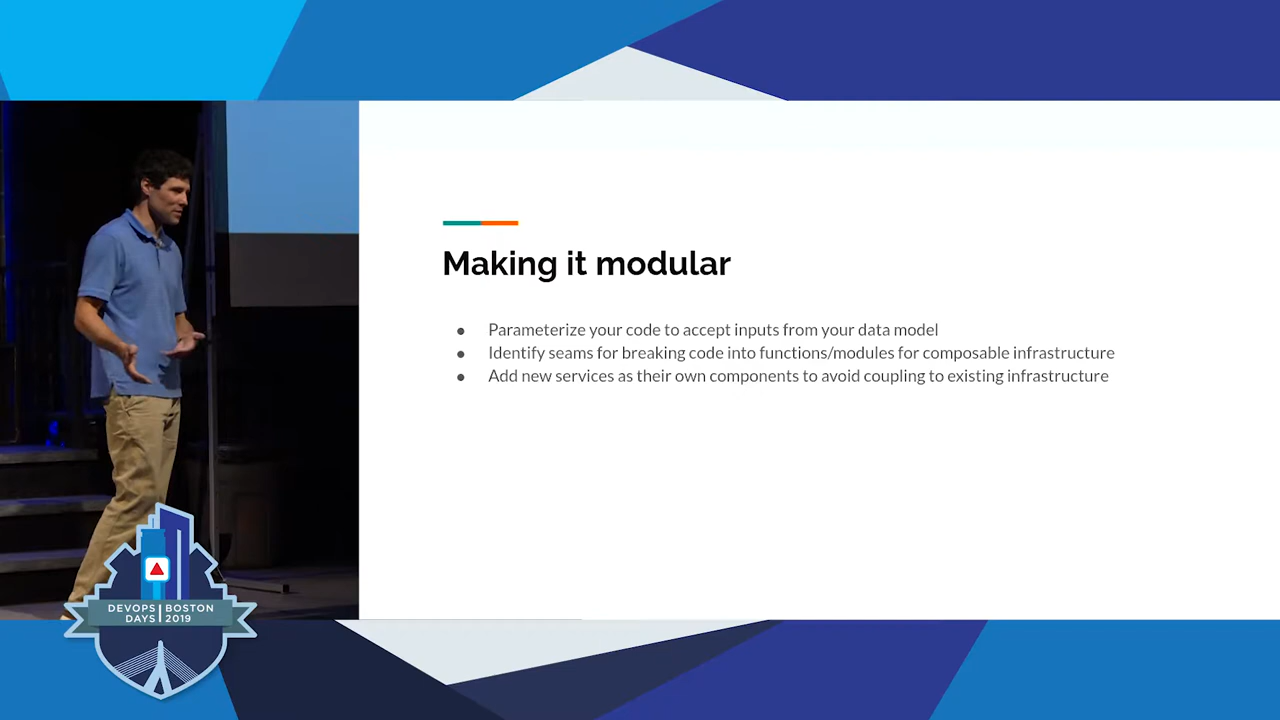 Making it modular
● Parameterize your code to accept inputs from your data model
● Identify seams for breaking code into functions/modules for composable infrastructure
● Add new services as their own components to avoid coupling to existing infrastructure
DEVOPS BOSTON
DAYS 2019